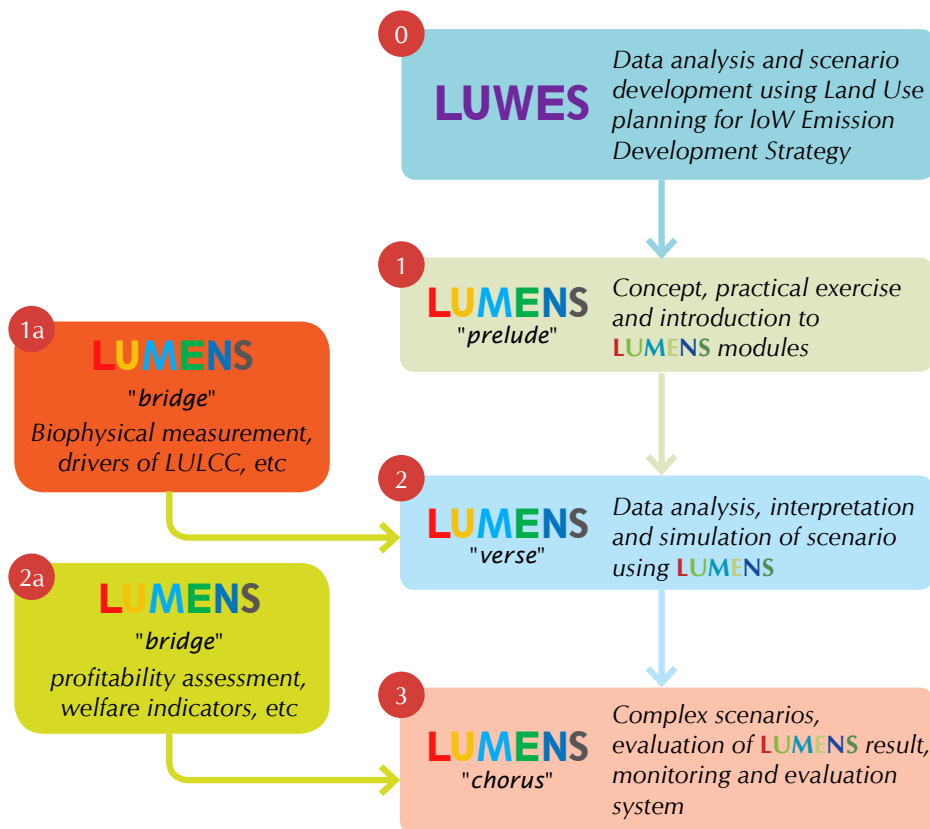 0
LUWES
Data analysis and scenario
development using Land Use
planning for loW Emission
Development Strategy
1
LUMENS
"prelude"
Concept, practical exercise
and introduction to
LUMENS modules
1a
LUMENS
"bridge"
Biophysical measurement,
drivers of LULCC, etc
2
LUMENS
"verse"
Data analysis, interpretation
and simulation of scenario
using LUMENS
2a
LUMENS
"bridge"
profitability assessment,
welfare indicators, etc
3
LUMENS
"chorus"
Complex scenarios,
evaluation of LUMENS result,
monitoring and evaluation
system